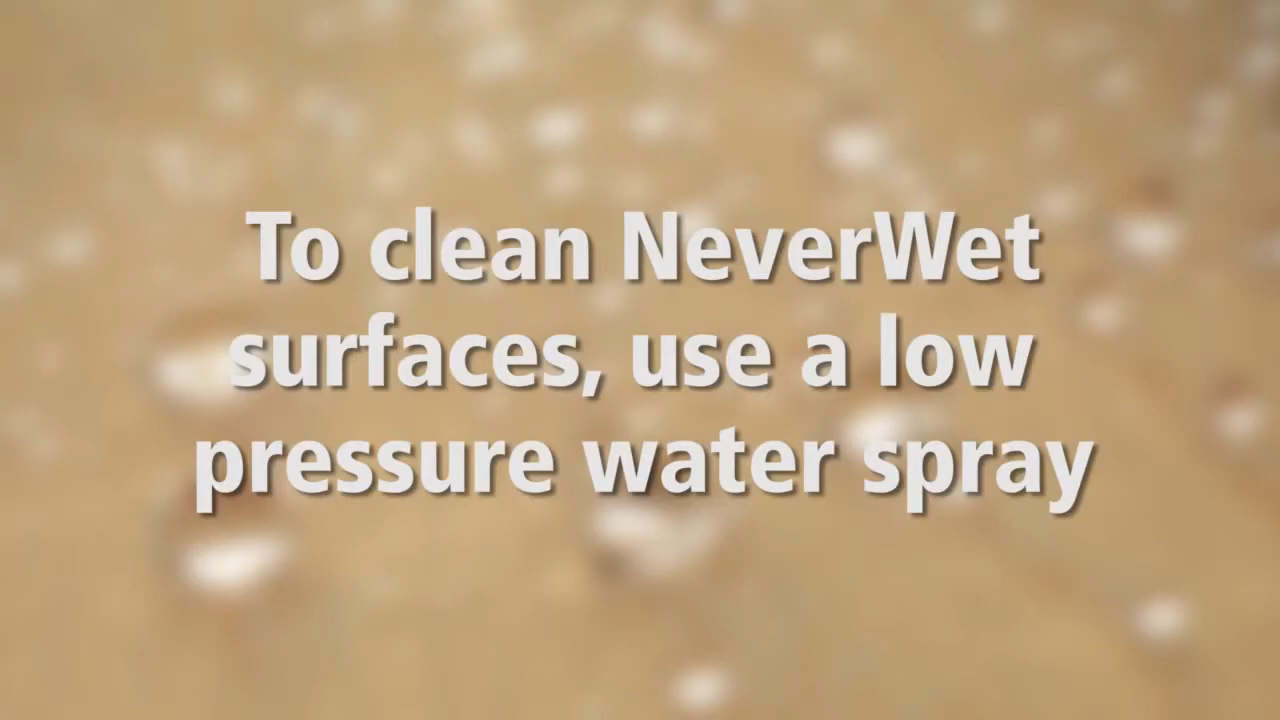 To clean NeverWet
surfaces, use a low
pressure water spray